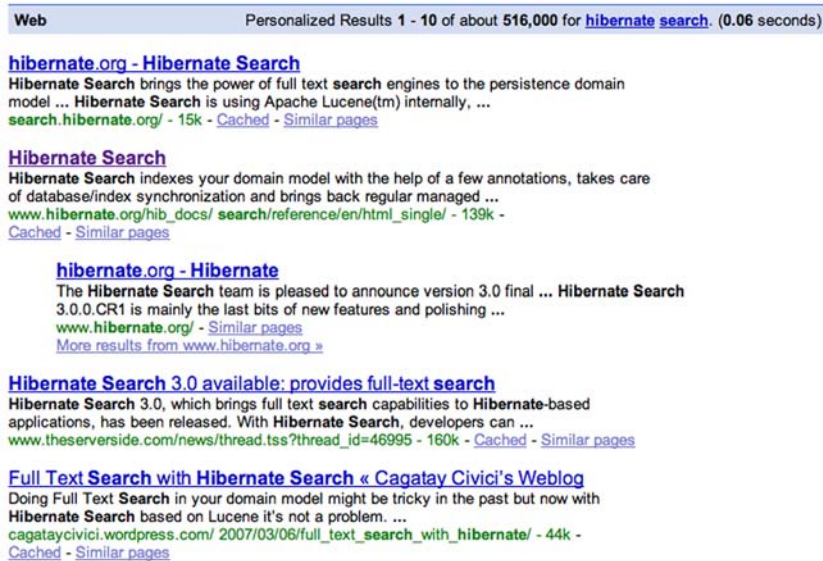 Web Personalized Results 1 - 10 of about 516,000 for hibernate search. (0.06 seconds)
hibernate.org - Hibernate Search
Hibernate Search brings the power of full text search engines to the persistence domain
model ... Hibernate Search is using Apache Lucene(tm) internally, ...
search.hibernate.org/ - 15k - Cached - Similar pages
Hibernate Search
Hibernate Search indexes your domain model with the help of a few annotations, takes care
of database/index synchronization and brings back regular managed ...
www.hibernate.org/hib_docs/ search/reference/en/html_single/ - 139k -
Cached - Similar pages
hibernate.org - Hibernate
The Hibernate Search team is pleased to announce version 3.0 final ... Hibernate Search
3.0.0.CR1 is mainly the last bits of new features and polishing ...
www.hibernate.org/ - Similar pages
More results from www.hibernate.org »
Hibernate Search 3.0 available: provides full-text search
Hibernate Search 3.0, which brings full text search capabilities to Hibernate-based
applications, has been released. With Hibernate Search, developers can ...
www.theserverside.com/news/thread.tss?thread_id=46995 - 160k - Cached - Similar pages
Full Text Search with Hibernate Search « Cagatay Civici's Weblog
Doing Full Text Search in your domain model might be tricky in the past but now with
Hibernate Search based on Lucene it's not a problem. ...
cagataycivici.wordpress.com/ 2007/03/06/full_text_search_with_hibernate/ - 44k -
Cached - Similar pages